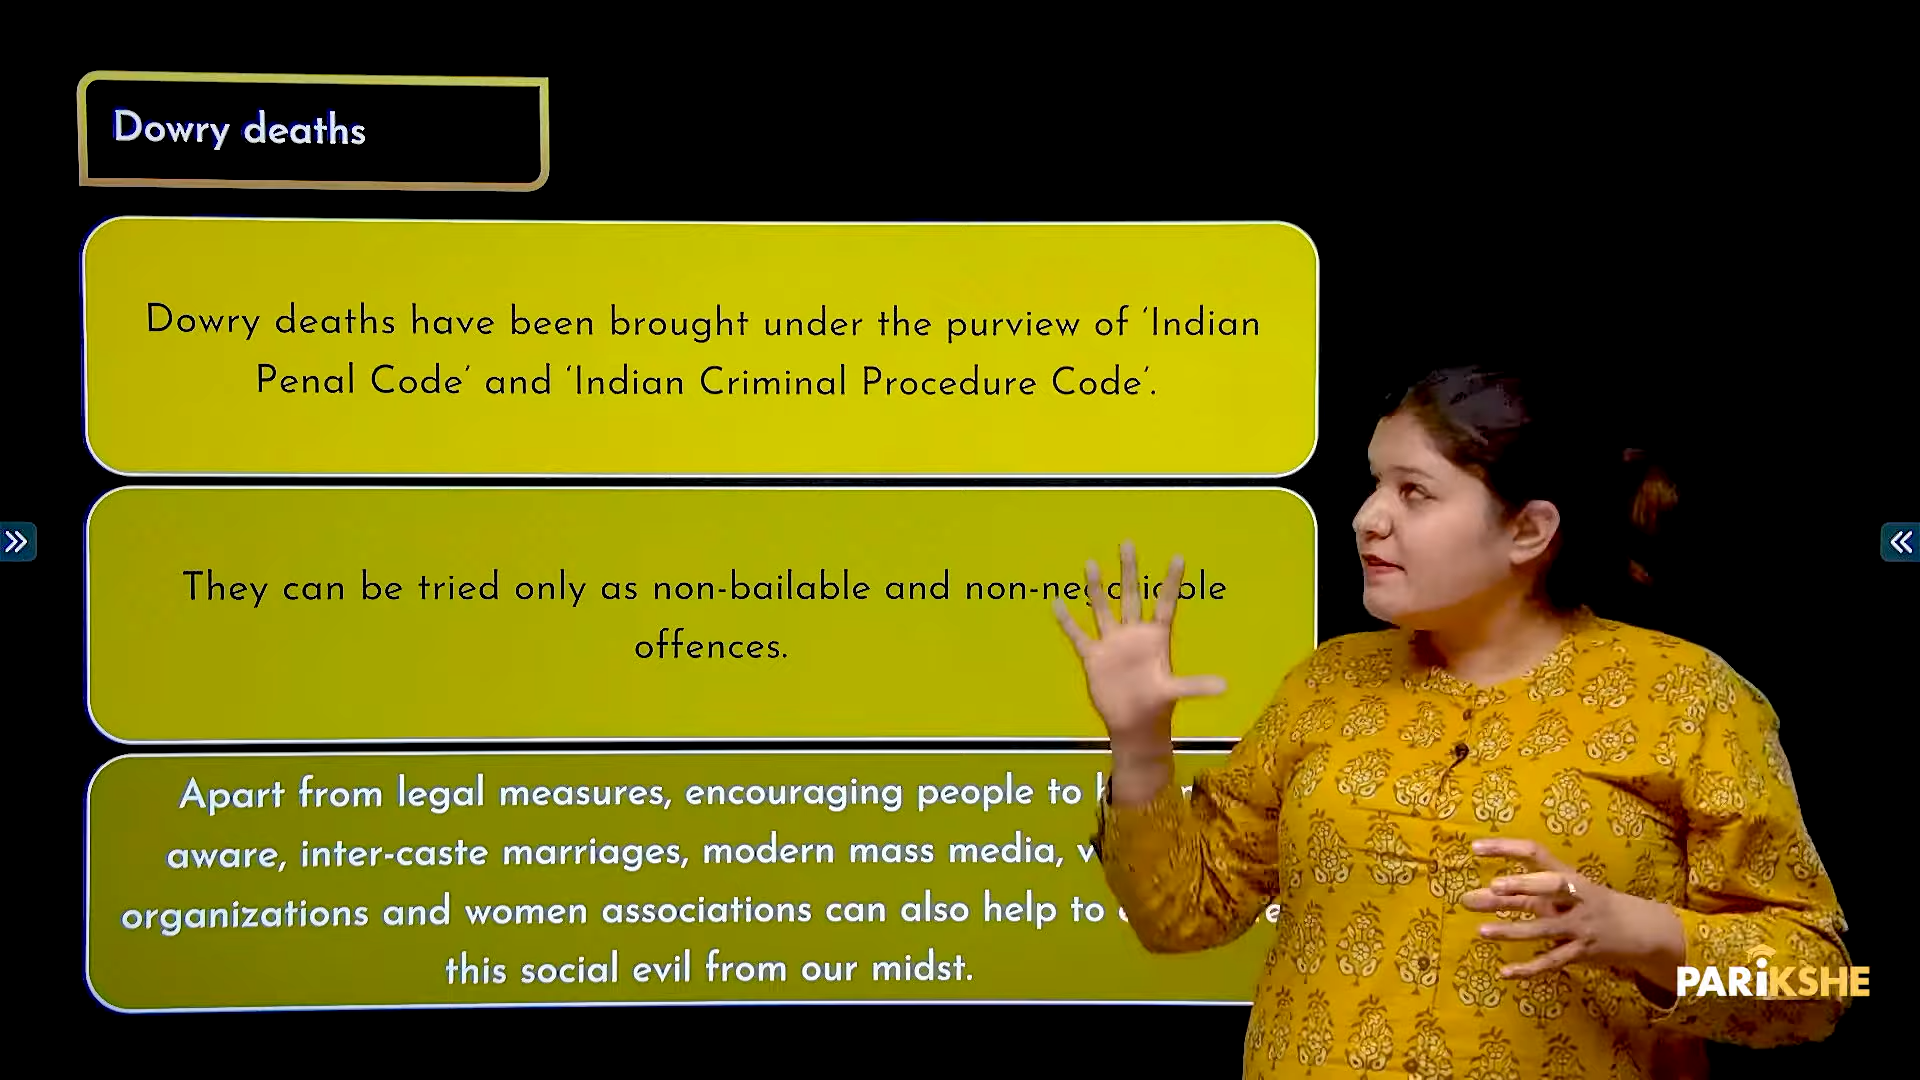 Dowry deaths
Dowry deaths have been brought under the purview of ‘Indian
Penal Code’ and ‘Indian Criminal Procedure Code’.
They can be tried only as non-bailable and
offences.
Apart from legal measures, encouraging people to
aware, inter-caste marriages, modern mass media,
organizations and women associations can also help to
this social evil from our midst.
PARiKSHE